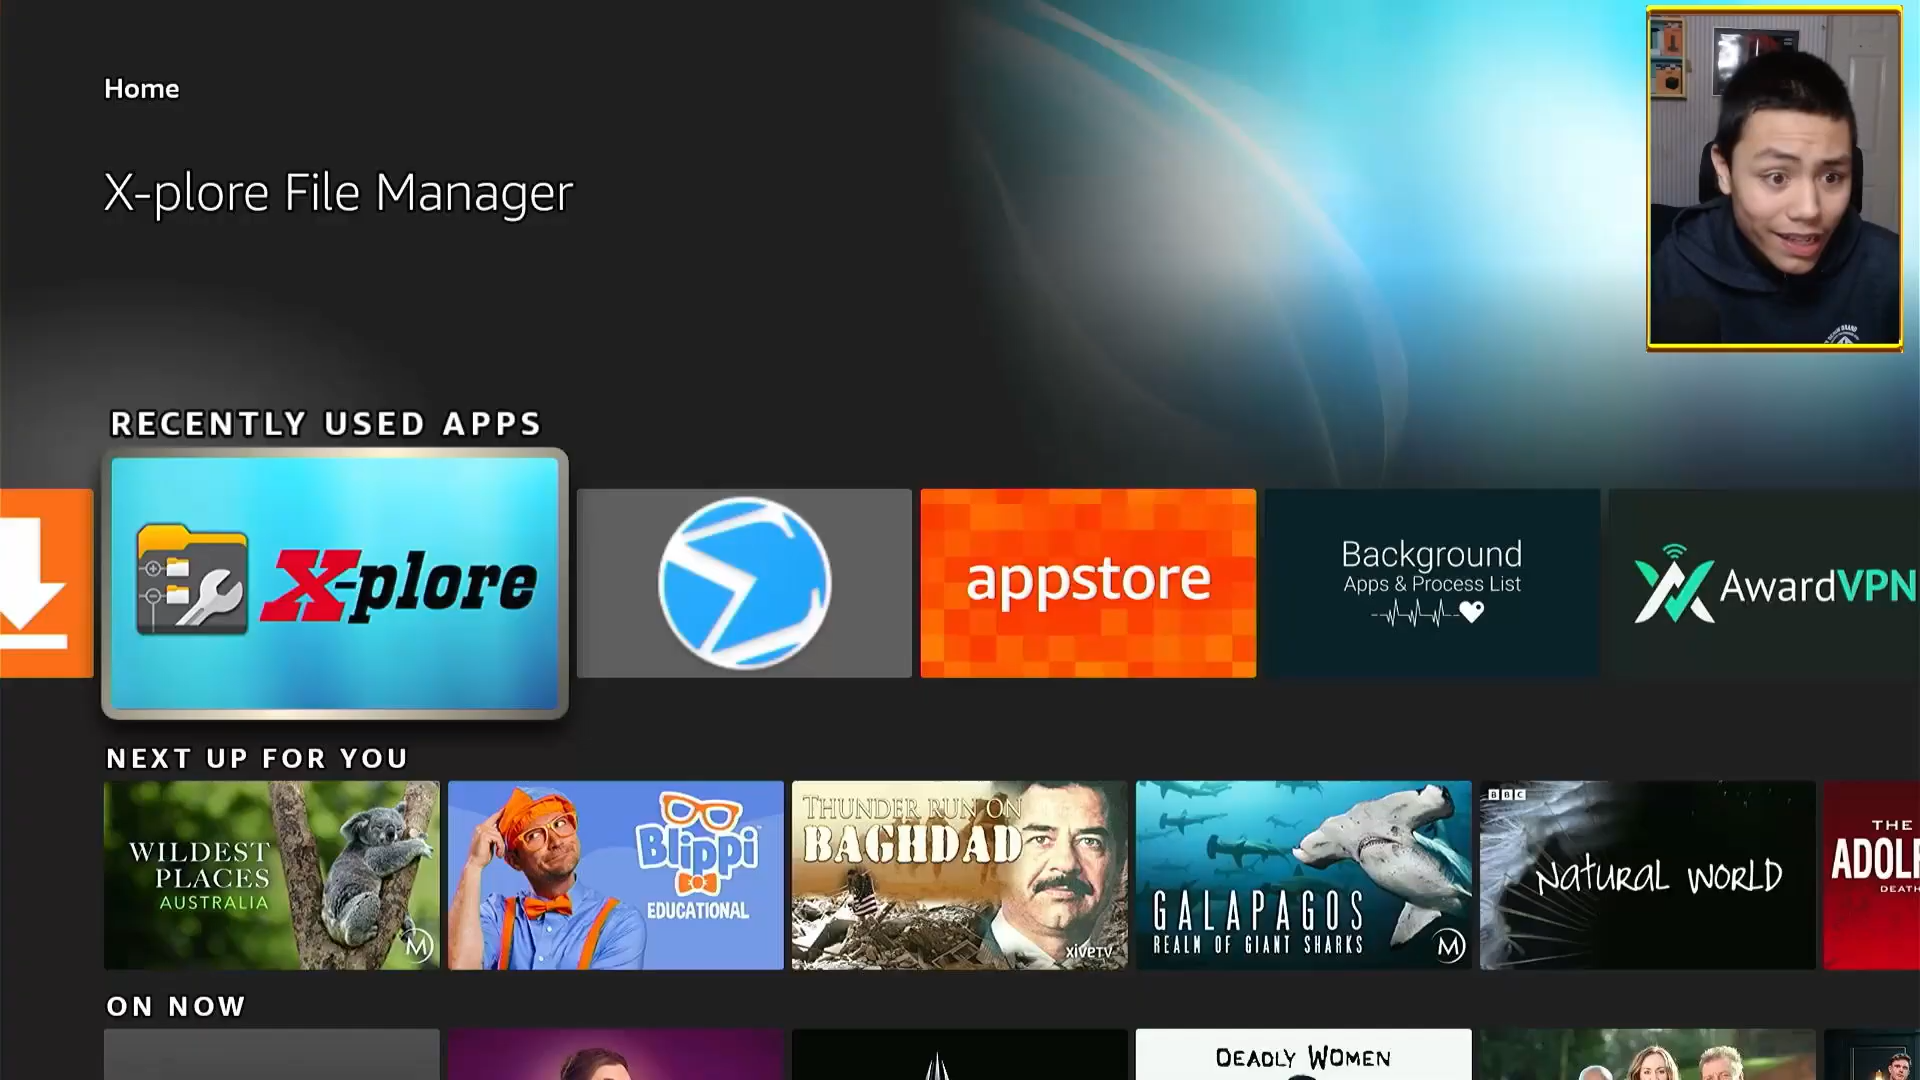 Home
X-plore File Manager
RECENTLY USED APPS
X-plore
appstore
Background
Apps & Process List
AwardVPN
NEXT UP FOR YOU
WILDEST
PLACES
AUSTRALIA
M
Blippi
EDUCATIONAL
THUNDER RUN ON
BAGHDAD
xiveTV
GALAPAGOS
REALM OF GIANT SHARKS
M
BBC
NATURAL WORLD
THE
ADOLF
DEATH
ON NOW
DEADLY WOMEN